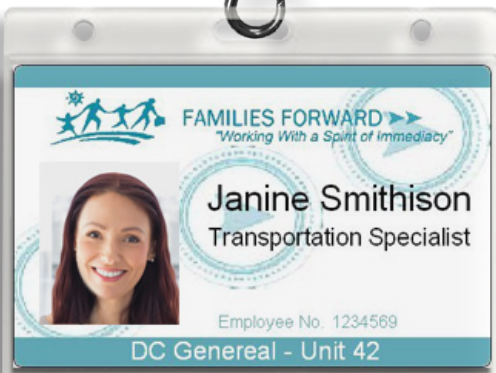 FAMILIES FORWARD
"Working With a Spirit of Immediacy"
Janine Smithison
Transportation Specialist
Employee No. 1234569
DC Genereal - Unit 42